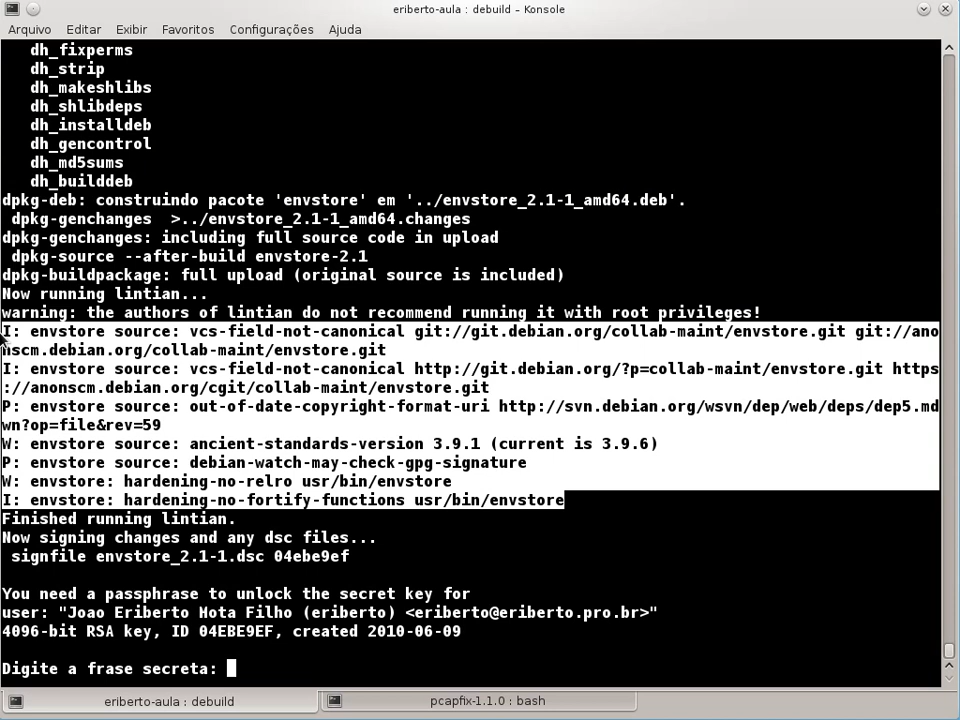 eriberto-aula : debuild – Konsole
Arquivo Editar Exibir Favoritos Configurações Ajuda
dh_fixperms
dh_strip
dh_makeshlibs
dh_shlibdeps
dh_installdeb
dh_gencontrol
dh_md5sums
dh_builddeb
dpkg-deb: construindo pacote 'envstore' em '../envstore_2.1-1_amd64.deb'.
dpkg-genchanges >../envstore_2.1-1_amd64.changes
dpkg-genchanges: including full source code in upload
dpkg-source --after-build envstore-2.1
dpkg-buildpackage: full upload (original source is included)
Now running lintian...
warning: the authors of lintian do not recommend running it with root privileges!
I: envstore source: vcs-field-not-canonical git://git.debian.org/collab-maint/envstore.git git://ano
nscm.debian.org/collab-maint/envstore.git
I: envstore source: vcs-field-not-canonical http://git.debian.org/?p=collab-maint/envstore.git https
://anonscm.debian.org/cgit/collab-maint/envstore.git
P: envstore source: out-of-date-copyright-format-uri http://svn.debian.org/wsvn/dep/web/deps/dep5.md
wn?op=file&rev=59
W: envstore source: ancient-standards-version 3.9.1 (current is 3.9.6)
P: envstore source: debian-watch-may-check-gpg-signature
W: envstore: hardening-no-relro usr/bin/envstore
I: envstore: hardening-no-fortify-functions usr/bin/envstore
Finished running lintian.
Now signing changes and any dsc files...
signfile envstore_2.1-1.dsc 04ebe9ef
You need a passphrase to unlock the secret key for
user: "Joao Eriberto Mota Filho (eriberto) <eriberto@eriberto.pro.br>"
4096-bit RSA key, ID 04EBE9EF, created 2010-06-09
Digite a frase secreta:
eriberto-aula : debuild
pcapfix-1.1.0 : bash